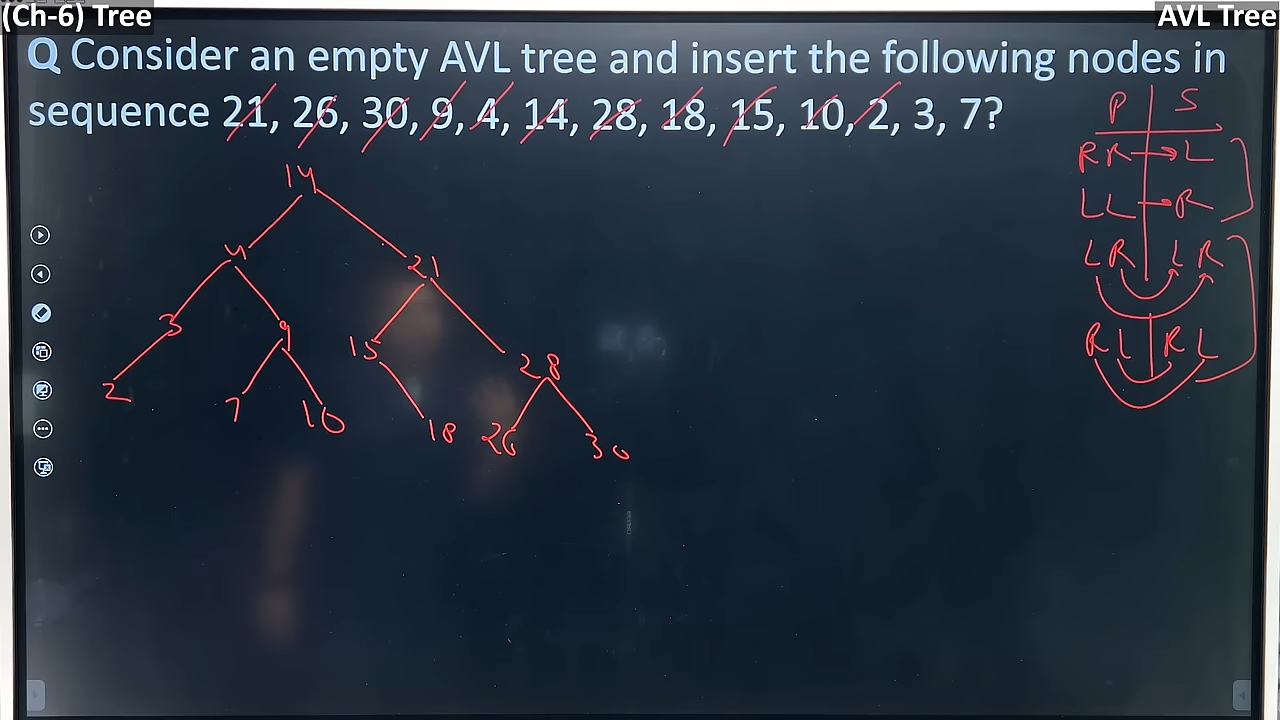 (Ch-6) Tree
AVL Tree
Q Consider an empty AVL tree and insert the following nodes in
sequence 21, 26, 30, 9, 4, 14, 28, 18, 15, 10, 2, 3, 7?
P S
RR → L
LL → R
LR LR
RL RL
14
4 21
3 9 15 28
2 7 10 18 26 30